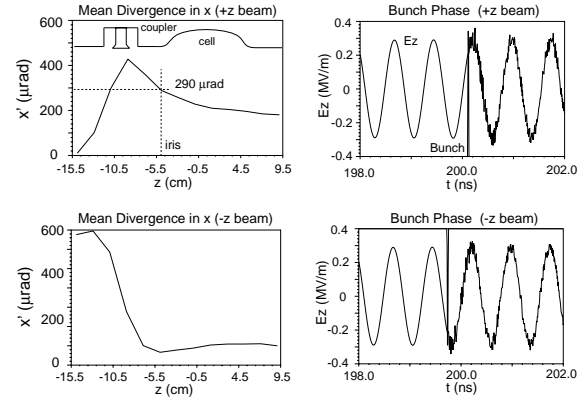 Mean Divergence in x (+z beam)
600
400
200
0
x' (μrad)
coupler
cell
290 μrad
iris
-15.5 -10.5 -5.5 -0.5 4.5 9.5
z (cm)
Bunch Phase (+z beam)
0.4
0.2
0
-0.2
-0.4
Ez (MV/m)
Ez
Bunch
198.0 200.0 201.0 202.0
t (ns)
Mean Divergence in x (-z beam)
600
400
200
0
x' (μrad)
-15.5 -10.5 -5.5 -0.5 4.5 9.5
z (cm)
Bunch Phase (-z beam)
0.4
0.2
0
-0.2
-0.4
Ez (MV/m)
198.0 199.0 200.0 201.0 202.0
t (ns)